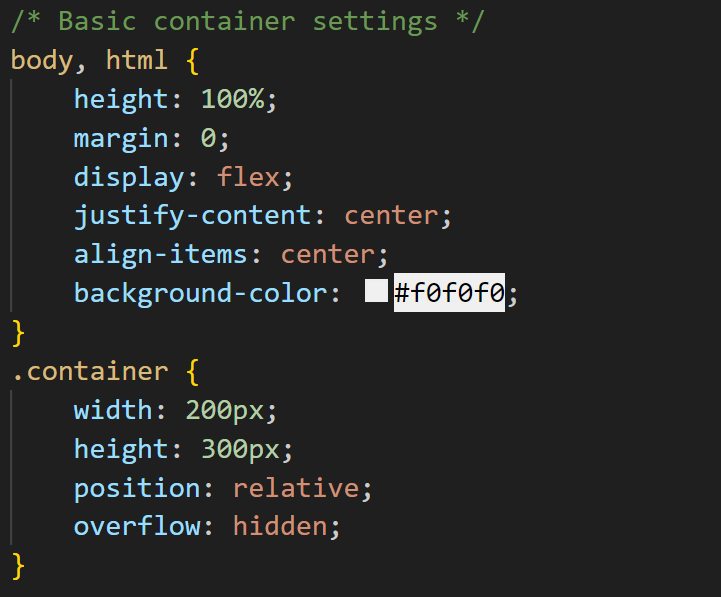 /* Basic container settings */
body, html {
    height: 100%;
    margin: 0;
    display: flex;
    justify-content: center;
    align-items: center;
    background-color: #f0f0f0;
}
.container {
    width: 200px;
    height: 300px;
    position: relative;
    overflow: hidden;
}